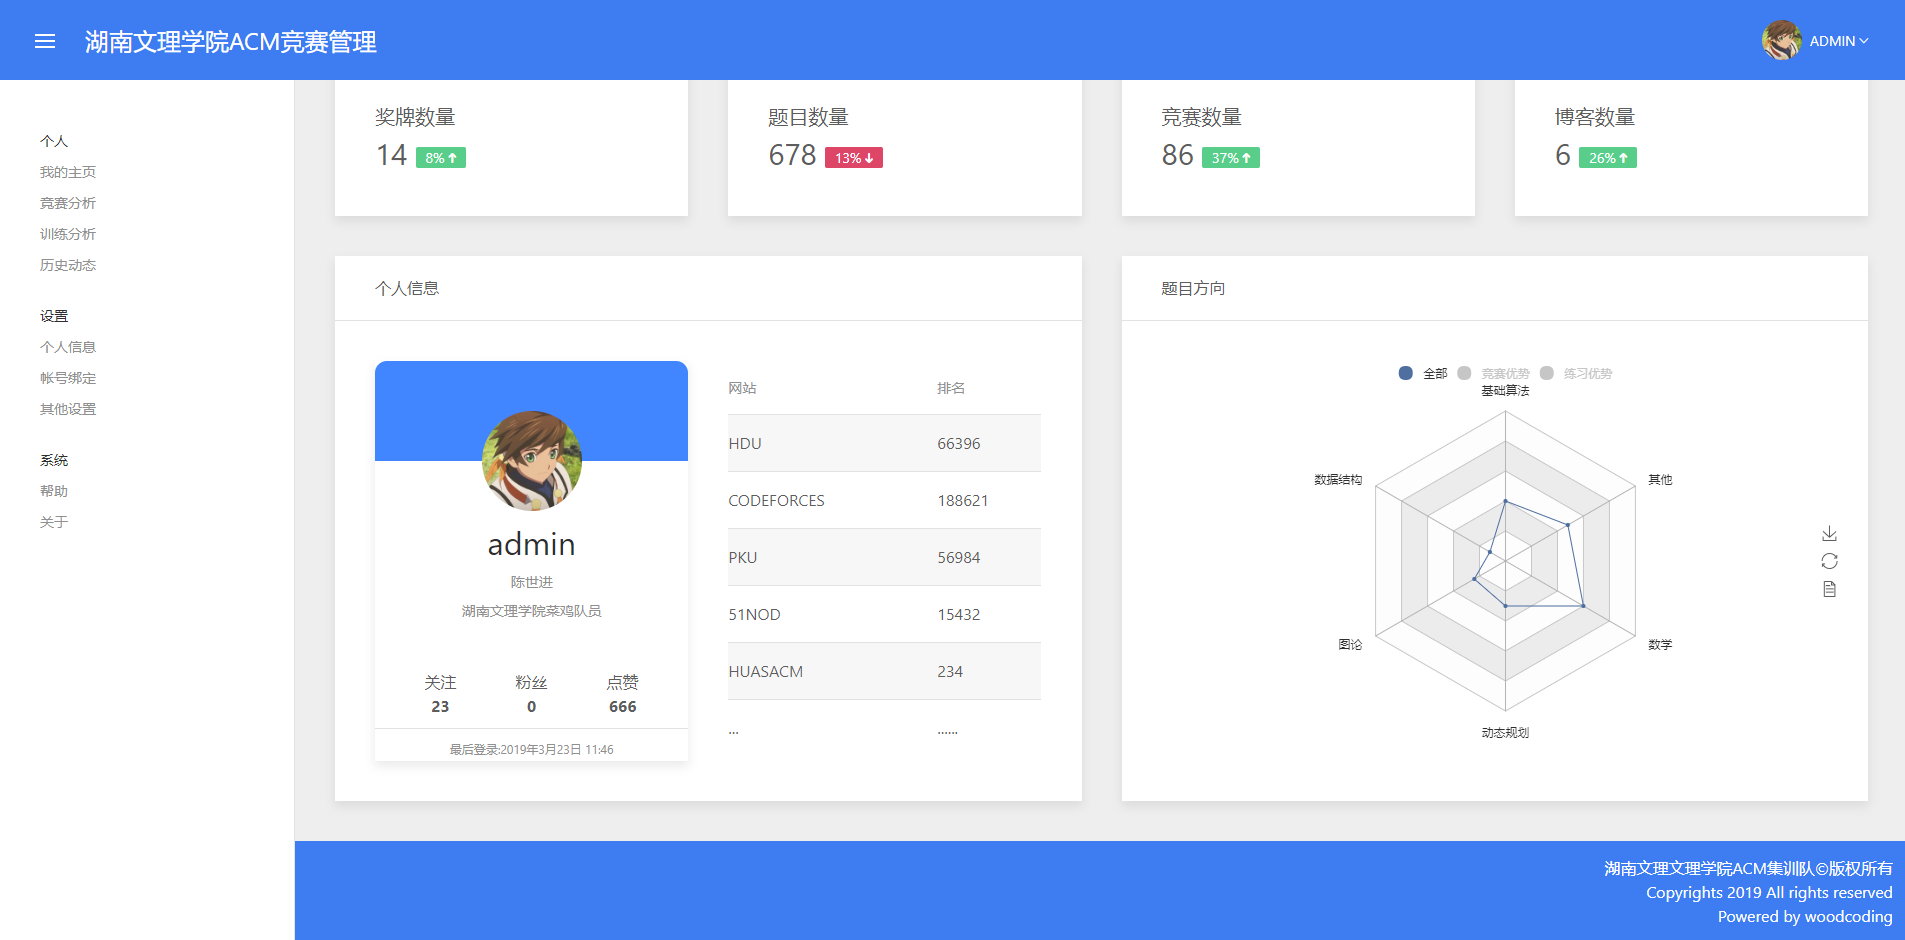 湖南文理学院ACM竞赛管理
ADMIN
个人
我的主页
竞赛分析
训练分析
历史动态
设置
个人信息
帐号绑定
其他设置
系统
帮助
关于
奖牌数量
14 8%
题目数量
678 13%
竞赛数量
86 37%
博客数量
6 26%
个人信息
admin
陈世进
湖南文理学院菜鸡队员
关注 粉丝 点赞
23 0 666
最后登录:2019年3月23日 11:46
网站 排名
HDU 66396
CODEFORCES 188621
PKU 56984
51NOD 15432
HUASACM 234
... ......
题目方向
全部 竞赛优势 练习优势
基础算法
数据结构 其他
图论 数学
动态规划
湖南文理文理学院ACM集训队©版权所有
Copyrights 2019 All rights reserved
Powered by woodcoding